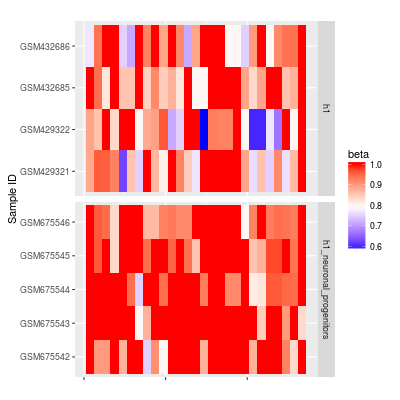 GSM432686
GSM432685
GSM429322
GSM429321
h1
GSM675546
GSM675545
GSM675544
GSM675543
GSM675542
h1_neuronal_progenitors
Sample ID
beta
1.0
0.9
0.8
0.7
0.6